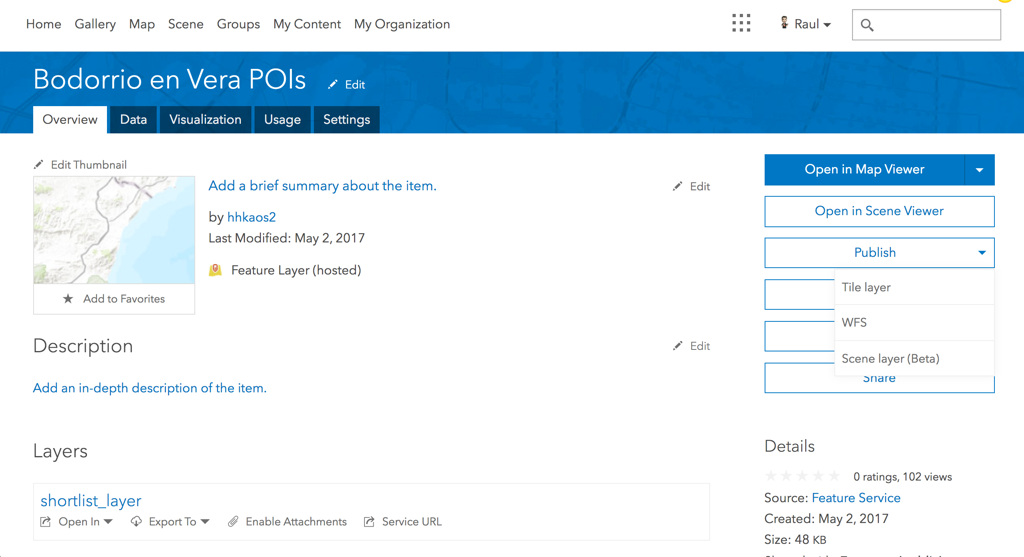 Home Gallery Map Scene Groups My Content My Organization Raul
Bodorrio en Vera POIs Edit
Overview Data Visualization Usage Settings
Edit Thumbnail
Add to Favorites
Add a brief summary about the item. Edit
by hhkaos2
Last Modified: May 2, 2017
Feature Layer (hosted)
Description Edit
Add an in-depth description of the item.
Layers
shortlist_layer
Open In Export To Enable Attachments Service URL
Open in Map Viewer
Open in Scene Viewer
Publish
Tile layer
WFS
Scene layer (Beta)
Share
Details
0 ratings, 102 views
Source: Feature Service
Created: May 2, 2017
Size: 48 KB